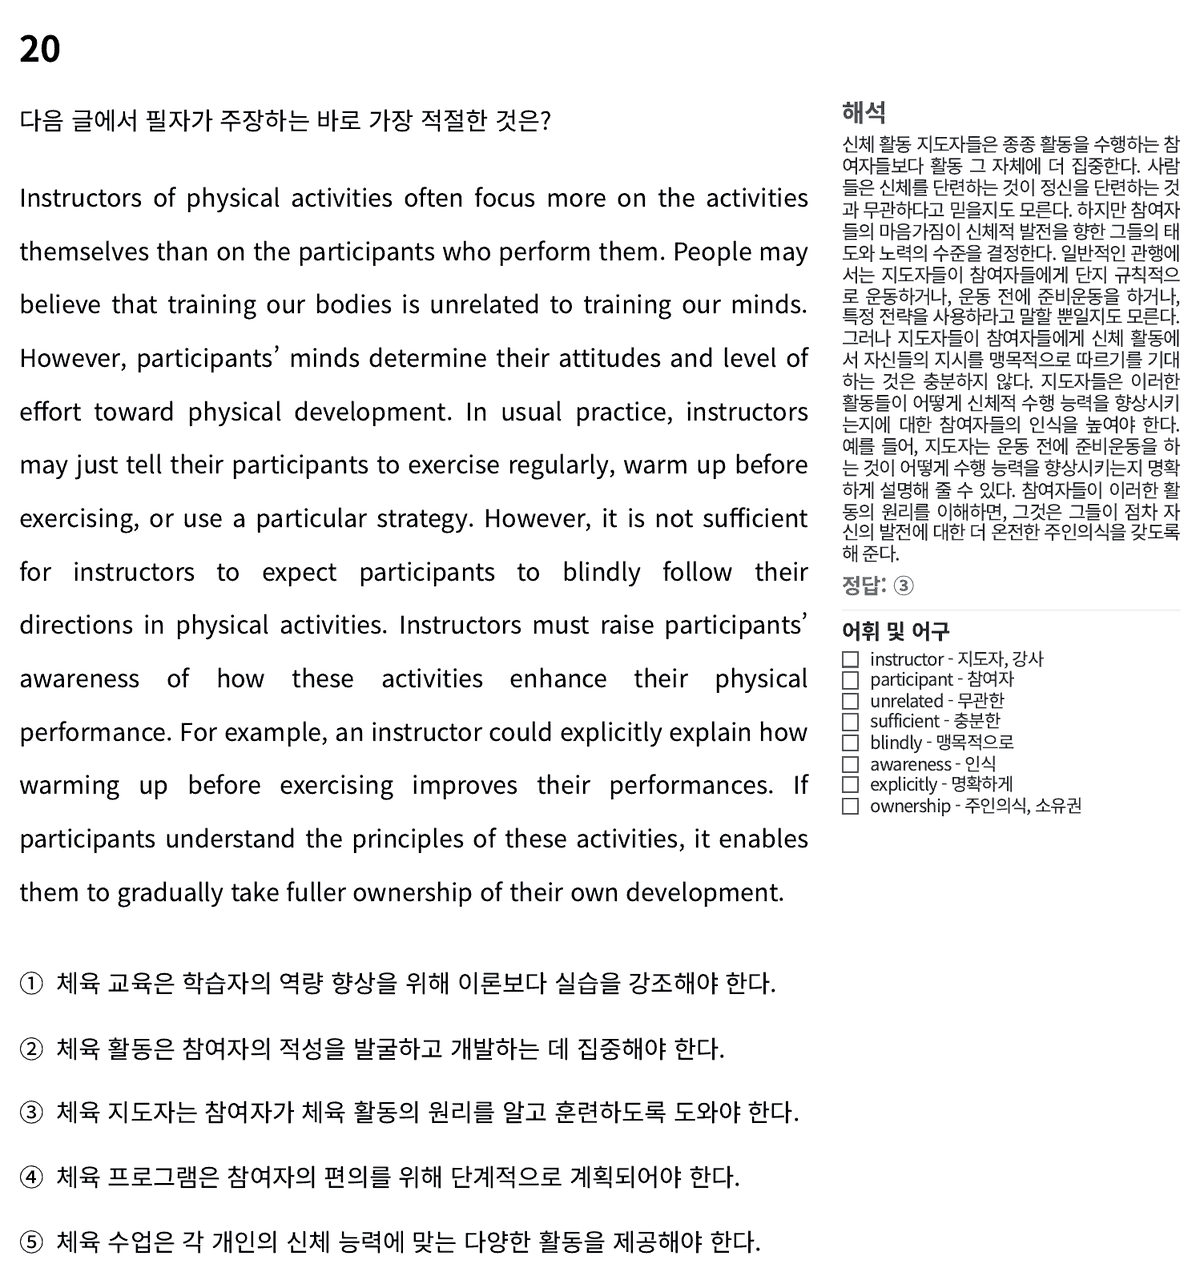 20
다음 글에서 필자가 주장하는 바로 가장 적절한 것은?
Instructors of physical activities often focus more on the activities
themselves than on the participants who perform them. People may
believe that training our bodies is unrelated to training our minds.
However, participants’ minds determine their attitudes and level of
effort toward physical development. In usual practice, instructors
may just tell their participants to exercise regularly, warm up before
exercising, or use a particular strategy. However, it is not sufficient
for instructors to expect participants to blindly follow their
directions in physical activities. Instructors must raise participants’
awareness of how these activities enhance their physical
performance. For example, an instructor could explicitly explain how
warming up before exercising improves their performances. If
participants understand the principles of these activities, it enables
them to gradually take fuller ownership of their own development.
① 체육 교육은 학습자의 역량 향상을 위해 이론보다 실습을 강조해야 한다.
② 체육 활동은 참여자의 적성을 발굴하고 개발하는 데 집중해야 한다.
③ 체육 지도자는 참여자가 체육 활동의 원리를 알고 훈련하도록 도와야 한다.
④ 체육 프로그램은 참여자의 편의를 위해 단계적으로 계획되어야 한다.
⑤ 체육 수업은 각 개인의 신체 능력에 맞는 다양한 활동을 제공해야 한다.
해석
신체 활동 지도자들은 종종 활동을 수행하는 참
여자들보다 활동 그 자체에 더 집중한다. 사람
들은 신체를 단련하는 것이 정신을 단련하는 것
과 무관하다고 믿을지도 모른다. 하지만 참여자
들의 마음가짐이 신체적 발전을 향한 그들의 태
도와 노력의 수준을 결정한다. 일반적인 관행에
서는 지도자들이 참여자들에게 단지 규칙적으
로 운동하거나, 운동 전에 준비운동을 하거나,
특정 전략을 사용하라고 말할 뿐일지도 모른다.
그러나 지도자들이 참여자들에게 신체 활동에
서 자신들의 지시를 맹목적으로 따르기를 기대
하는 것은 충분하지 않다. 지도자들은 이러한
활동들이 어떻게 신체적 수행 능력을 향상시키
는지에 대한 참여자들의 인식을 높여야 한다.
예를 들어, 지도자는 운동 전에 준비운동을 하
는 것이 어떻게 수행 능력을 향상시키는지 명확
하게 설명해 줄 수 있다. 참여자들이 이러한 활
동의 원리를 이해하면, 그것은 그들이 점차 자
신의 발전에 대한 더 온전한 주인의식을 갖도록
해 준다.
정답: ③
어휘 및 어구
instructor - 지도자, 강사
participant - 참여자
unrelated - 무관한
sufficient - 충분한
blindly - 맹목적으로
awareness - 인식
explicitly - 명확하게
ownership - 주인의식, 소유권